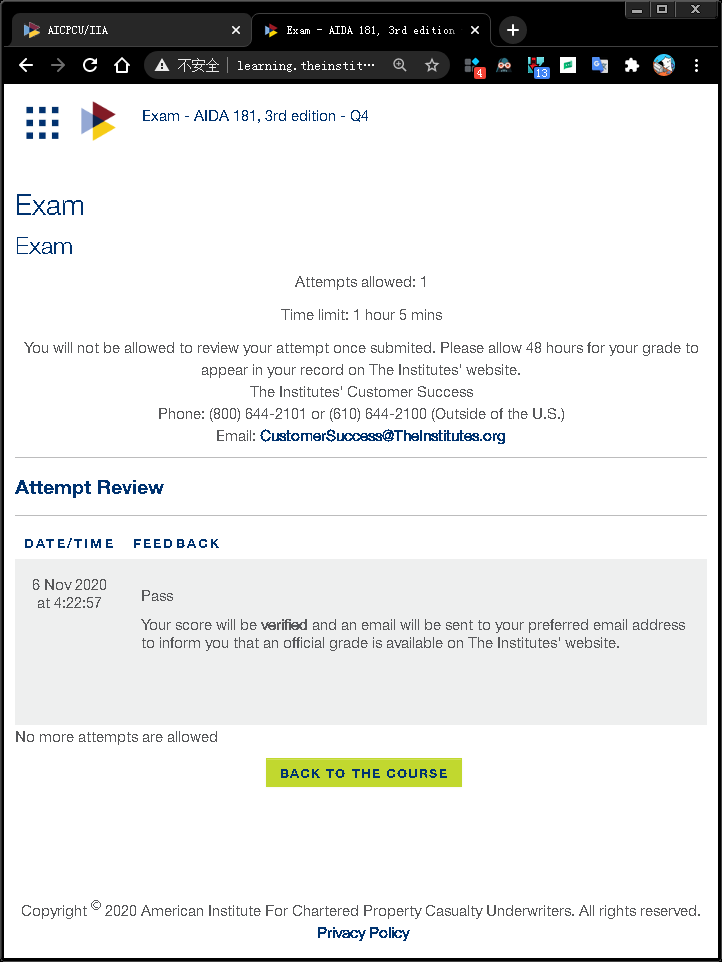 AICPCU/IIA
Exam - AIDA 181, 3rd edition
不安全
learning.theinstit…
4
13
Exam - AIDA 181, 3rd edition - Q4
Exam
Exam
Attempts allowed: 1
Time limit: 1 hour 5 mins
You will not be allowed to review your attempt once submited. Please allow 48 hours for your grade to
appear in your record on The Institutes' website.
The Institutes' Customer Success
Phone: (800) 644-2101 or (610) 644-2100 (Outside of the U.S.)
Email: CustomerSuccess@TheInstitutes.org
Attempt Review
DATE/TIME FEEDBACK
6 Nov 2020
at 4:22:57
Pass
Your score will be verified and an email will be sent to your preferred email address
to inform you that an official grade is available on The Institutes' website.
No more attempts are allowed
BACK TO THE COURSE
Copyright © 2020 American Institute For Chartered Property Casualty Underwriters. All rights reserved.
Privacy Policy